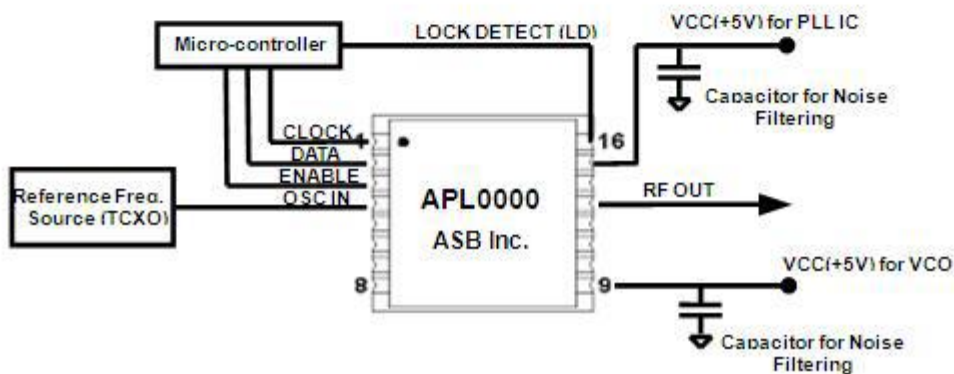 Micro-controller
LOCK DETECT (LD)
VCC(+5V) for PLL IC
Capacitor for Noise
Filtering
CLOCK
1
16
DATA
ENABLE
OSC IN
Reference Freq.
Source (TCXO)
APL0000
ASB Inc.
RF OUT
8
9
VCC(+5V) for VCO
Capacitor for Noise
Filtering